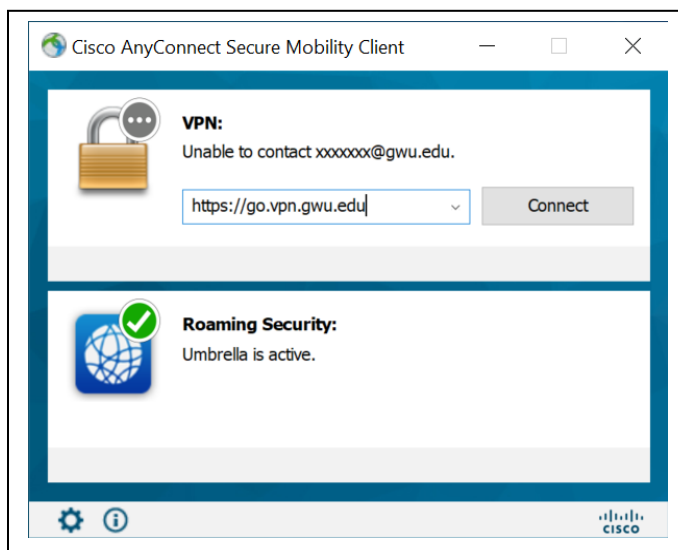 Cisco AnyConnect Secure Mobility Client
VPN:
Unable to contact xxxxxxx@gwu.edu.
https://go.vpn.gwu.edu
Connect
Roaming Security:
Umbrella is active.
CISCO